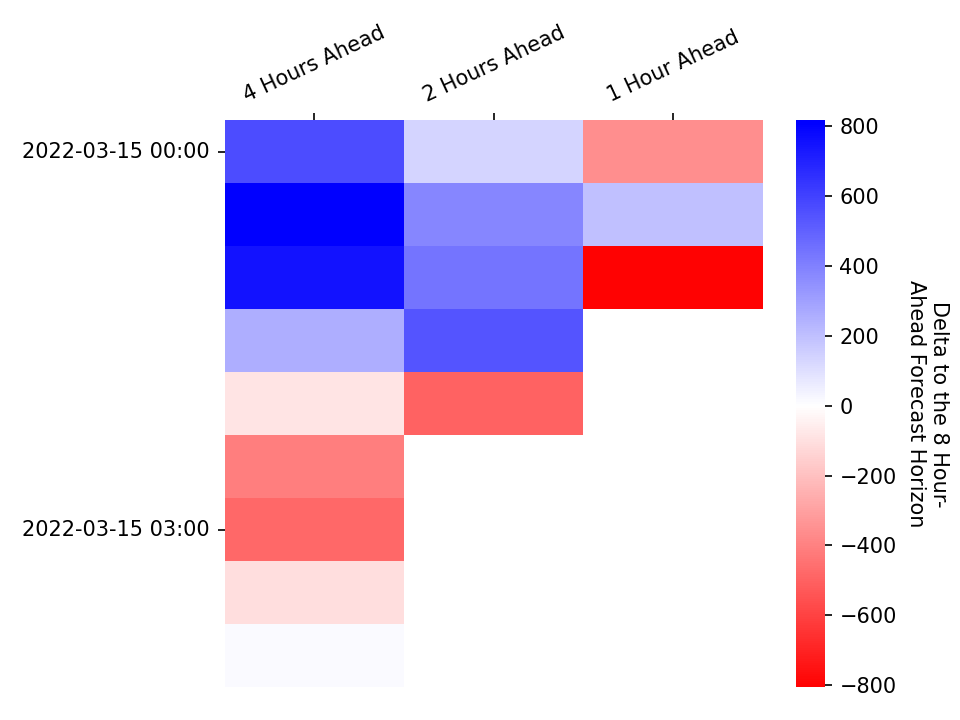 4 Hours Ahead
2 Hours Ahead
1 Hour Ahead
2022-03-15 00:00
2022-03-15 03:00
800
600
400
200
0
−200
−400
−600
−800
Delta to the 8 Hour-
Ahead Forecast Horizon